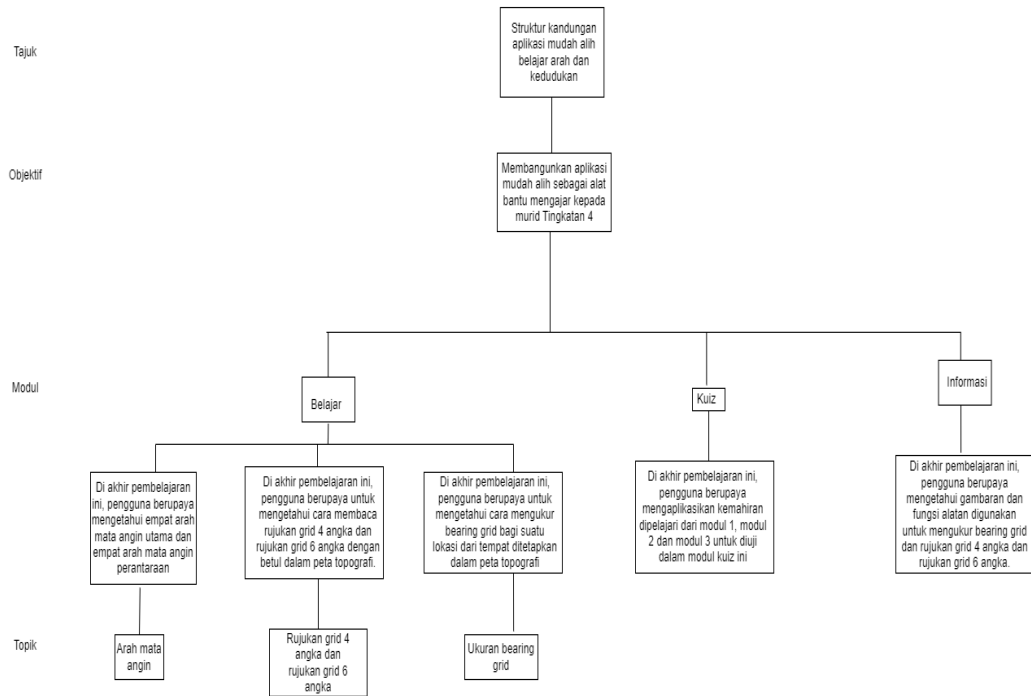 Tajuk
Struktur kandungan
aplikasi mudah alih
belajar arah dan
kedudukan
Objektif
Membangunkan aplikasi
mudah alih sebagai alat
bantu mengajar kepada
murid Tingkatan 4
Modul
Belajar
Kuiz
Informasi
Di akhir pembelajaran
ini, pengguna berupaya
mengetahui empat arah
mata angin utama dan
empat arah mata angin
perantaraan
Di akhir pembelajaran ini,
pengguna berupaya untuk
mengetahui cara membaca
rujukan grid 4 angka dan
rujukan grid 6 angka dengan
betul dalam peta topografi.
Di akhir pembelajaran ini,
pengguna berupaya untuk
mengetahui cara mengukur
bearing grid bagi suatu
lokasi dari tempat ditetapkan
dalam peta topografi
Di akhir pembelajaran ini,
pengguna berupaya
mengaplikasikan kemahiran
dipelajari dari modul 1, modul
2 dan modul 3 untuk diuji
dalam modul kuiz ini
Di akhir pembelajaran ini,
pengguna berupaya
mengetahui gambaran dan
fungsi alatan digunakan
untuk mengukur bearing grid
dan rujukan grid 4 angka dan
rujukan grid 6 angka.
Topik
Arah mata
angin
Rujukan grid 4
angka dan
rujukan grid 6
angka
Ukuran bearing
grid